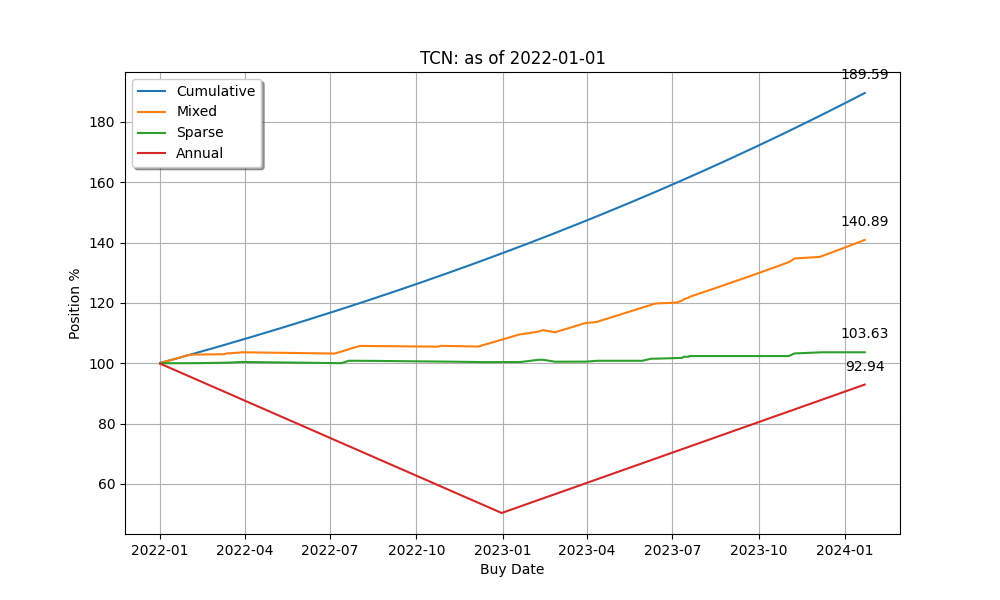 TCN: as of 2022-01-01
Cumulative
Mixed
Sparse
Annual
189.59
140.89
103.63
92.94
180
160
140
120
100
80
60
Position %
2022-01 2022-04 2022-07 2022-10 2023-01 2023-04 2023-07 2023-10 2024-01
Buy Date